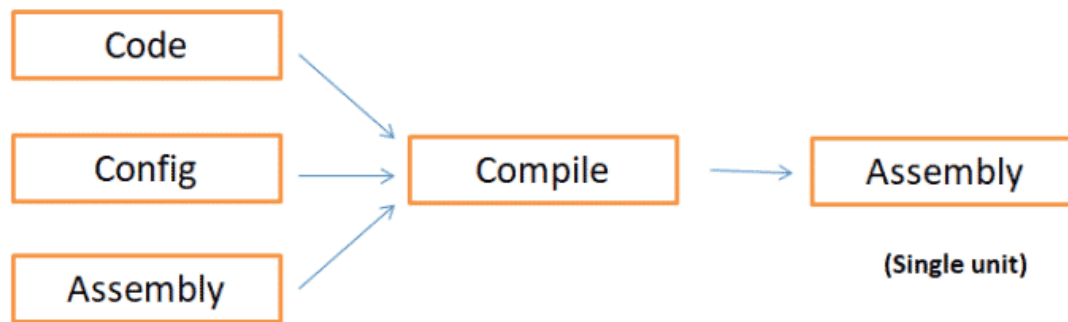 Code
Config
Assembly
Compile
Assembly
(Single unit)